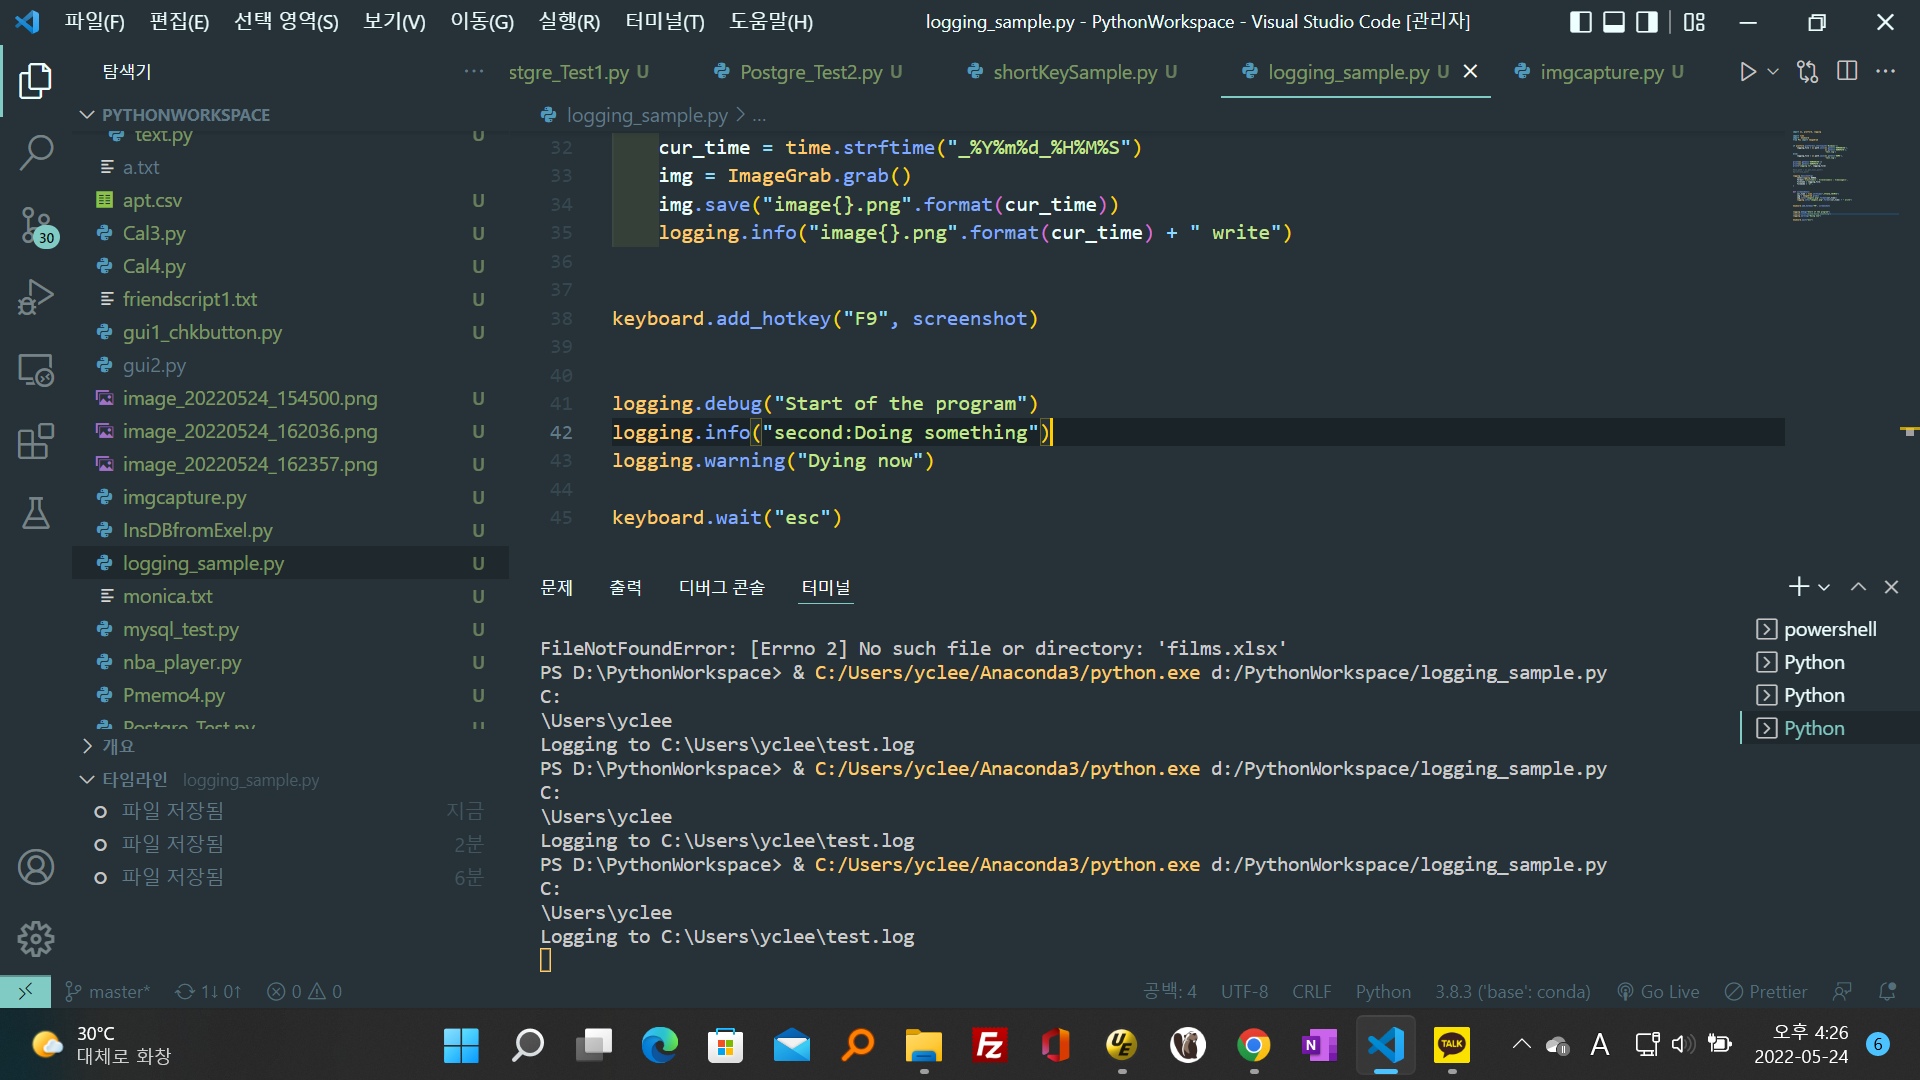 파일(F) 편집(E) 선택 영역(S) 보기(V) 이동(G) 실행(R) 터미널(T) 도움말(H) logging_sample.py - PythonWorkspace - Visual Studio Code [관리자]
탐색기
stgre_Test1.py U Postgre_Test2.py U shortKeySample.py U logging_sample.py U imgcapture.py U
PYTHONWORKSPACE
text.py U
a.txt
apt.csv U
Cal3.py U
Cal4.py U
friendscript1.txt U
gui1_chkbutton.py U
gui2.py
image_20220524_154500.png U
image_20220524_162036.png U
image_20220524_162357.png U
imgcapture.py U
InsDBfromExel.py U
logging_sample.py U
monica.txt U
mysql_test.py U
nba_player.py U
Pmemo4.py U
Postgre_Test.py U
개요
타임라인 logging_sample.py
파일 저장됨 지금
파일 저장됨 2분
파일 저장됨 6분
30
logging_sample.py > ...
32 cur_time = time.strftime("_%Y%m%d_%H%M%S")
33 img = ImageGrab.grab()
34 img.save("image{}.png".format(cur_time))
35 logging.info("image{}.png".format(cur_time) + " write")
36
37
38 keyboard.add_hotkey("F9", screenshot)
39
40
41 logging.debug("Start of the program")
42 logging.info("second:Doing something")
43 logging.warning("Dying now")
44
45 keyboard.wait("esc")
문제 출력 디버그 콘솔 터미널
FileNotFoundError: [Errno 2] No such file or directory: 'films.xlsx'
PS D:\PythonWorkspace> & C:/Users/yclee/Anaconda3/python.exe d:/PythonWorkspace/logging_sample.py
C:
\Users\yclee
Logging to C:\Users\yclee\test.log
PS D:\PythonWorkspace> & C:/Users/yclee/Anaconda3/python.exe d:/PythonWorkspace/logging_sample.py
C:
\Users\yclee
Logging to C:\Users\yclee\test.log
PS D:\PythonWorkspace> & C:/Users/yclee/Anaconda3/python.exe d:/PythonWorkspace/logging_sample.py
C:
\Users\yclee
Logging to C:\Users\yclee\test.log
powershell
Python
Python
Python
master* 1↓ 0↑ 0 0 공백: 4 UTF-8 CRLF Python 3.8.3 ('base': conda) Go Live Prettier
30°C
대체로 화창
Fz
UE
N
TALK
A
오후 4:26
2022-05-24
6